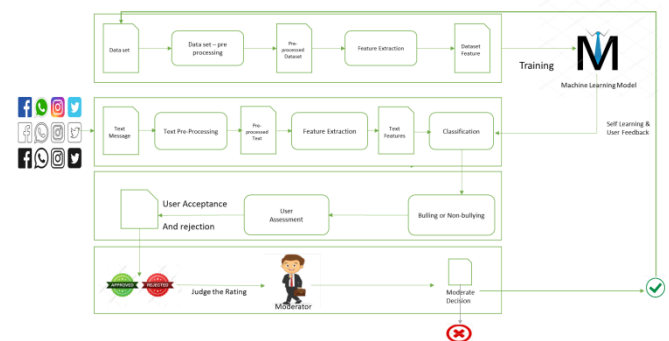 Data set
Data set – pre
processing
Pre-
processed
Dataset
Feature Extraction
Dataset
Feature
Training
M
Machine Learning Model
Text
Message
Text Pre-Processing
Pre-
processed
Text
Feature Extraction
Text
Features
Classification
Self Learning &
User Feedback
User Acceptance
And rejection
User
Assessment
Bulling or Non-bullying
APPROVED
REJECTED
Judge the Rating
Moderator
Moderate
Decision